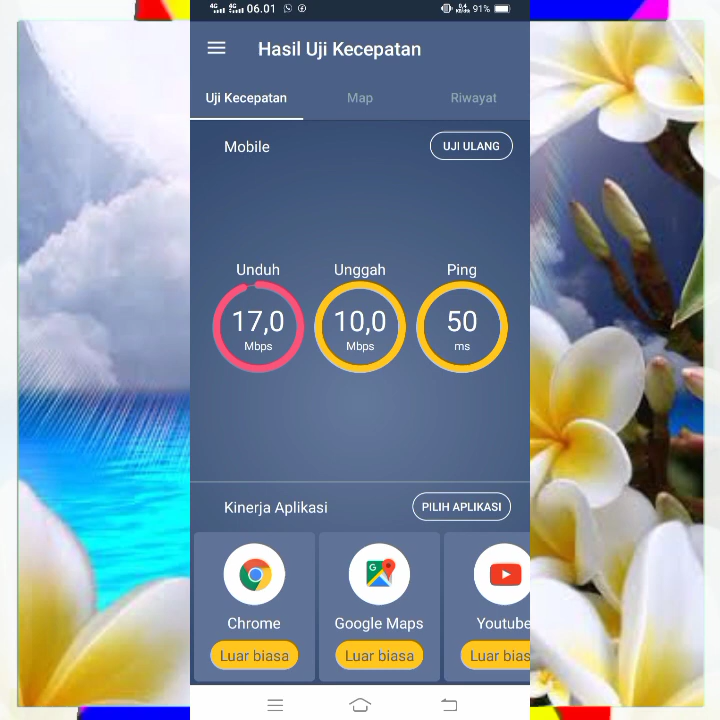 4G 4G 06.01 91%
Hasil Uji Kecepatan
Uji Kecepatan Map Riwayat
Mobile UJI ULANG
Unduh Unggah Ping
17,0 10,0 50
Mbps Mbps ms
Kinerja Aplikasi PILIH APLIKASI
Chrome Google Maps Youtube
Luar biasa Luar biasa Luar bias